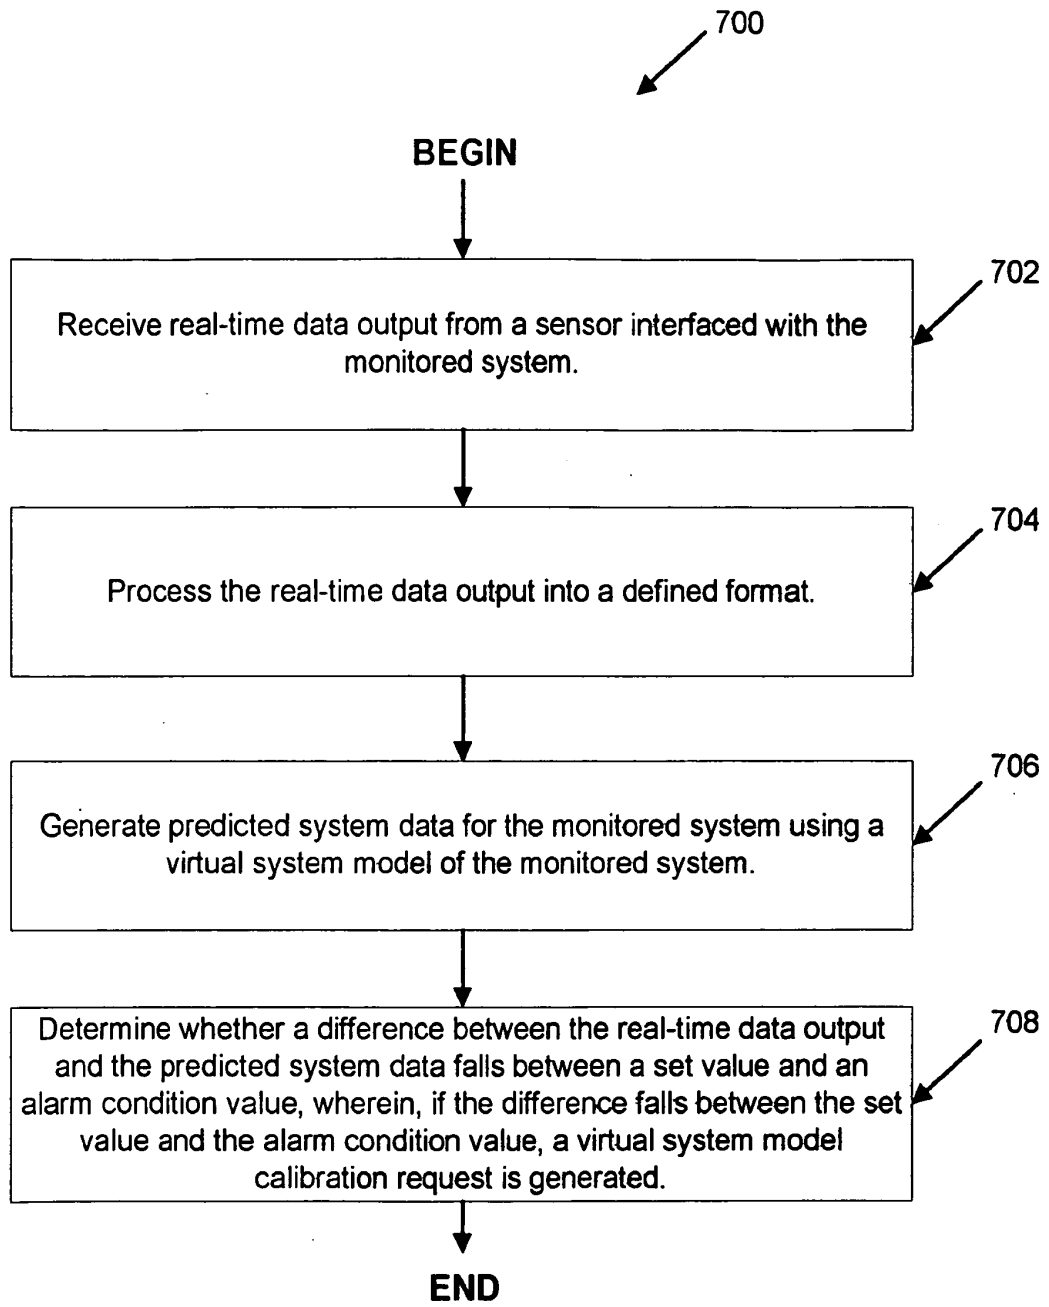 700
BEGIN
702
Receive real-time data output from a sensor interfaced with the
monitored system.
704
Process the real-time data output into a defined format.
706
Generate predicted system data for the monitored system using a
virtual system model of the monitored system.
708
Determine whether a difference between the real-time data output
and the predicted system data falls between a set value and an
alarm condition value, wherein, if the difference falls between the set
value and the alarm condition value, a virtual system model
calibration request is generated.
END